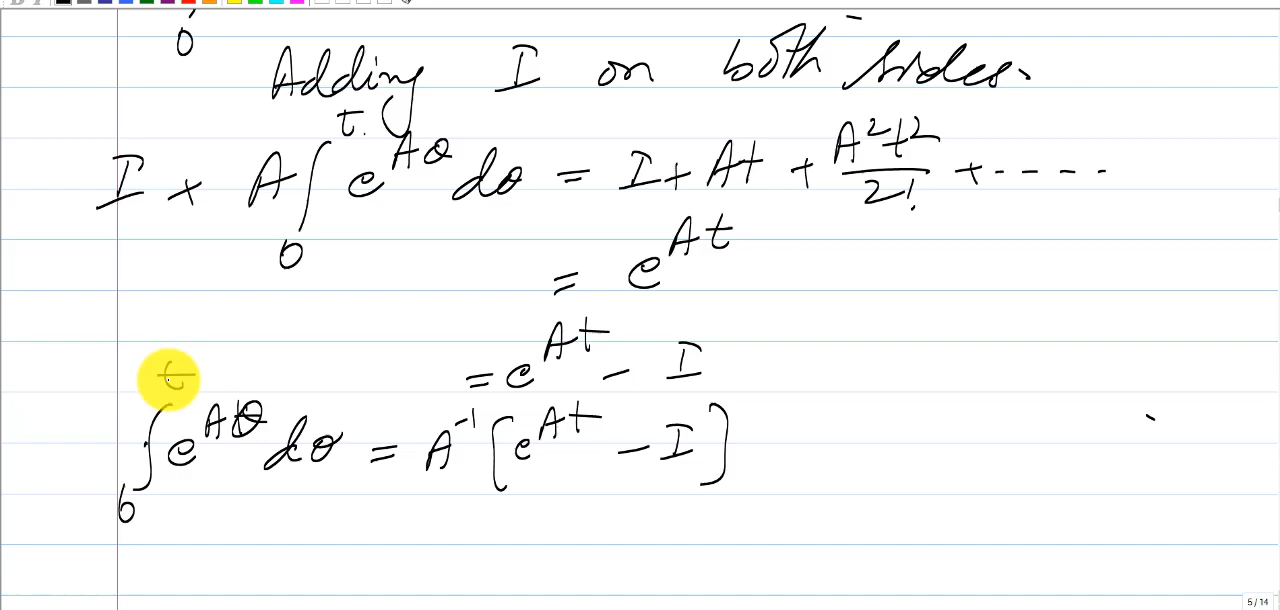 0
Adding I on both sides.
I + A ∫₀ᵗ e^{Aθ} dθ = I + At + A²t²/2! + ----
= e^{At}
= e^{At} - I
∫₀ᵗ e^{Aθ} dθ = A⁻¹ [e^{At} - I]
5 / 14